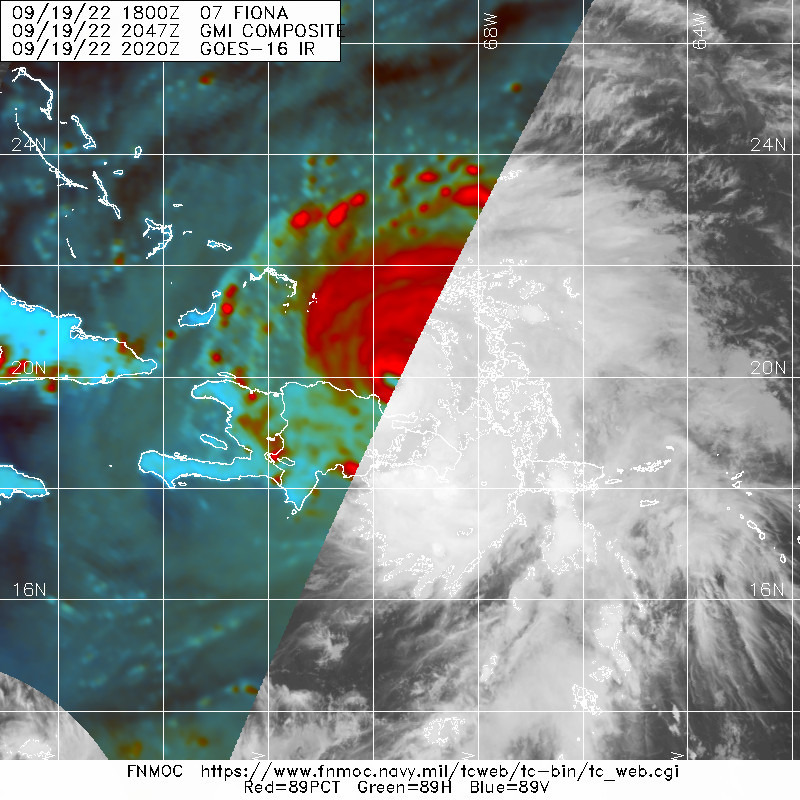 09/19/22 1800Z 07 FIONA
09/19/22 2047Z GMI COMPOSITE
09/19/22 2020Z GOES-16 IR
68W
64W
24N
24N
20N
20N
16N
16N
W
W
FNMOC https://www.fnmoc.navy.mil/tcweb/tc-bin/tc_web.cgi
Red=89PCT Green=89H Blue=89V